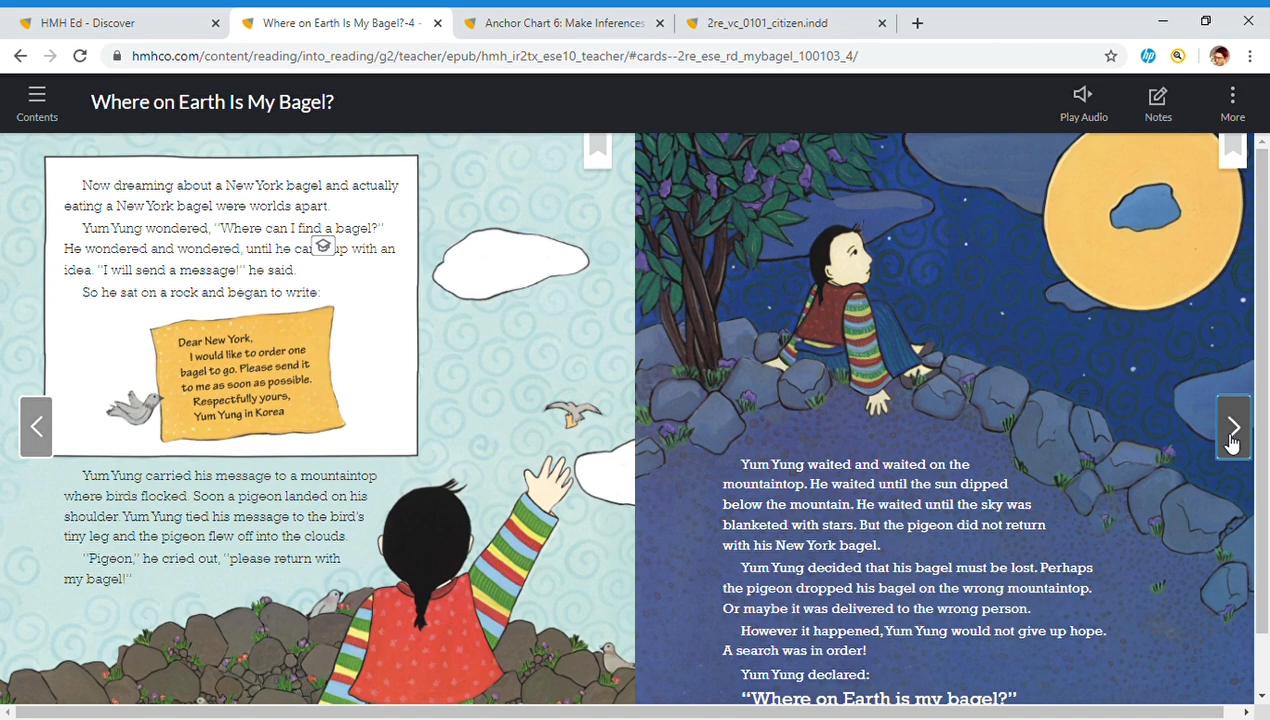 HMH Ed - Discover
Where on Earth Is My Bagel?-4 -
Anchor Chart 6: Make Inferences
2re_vc_0101_citizen.indd
hmhco.com/content/reading/into_reading/g2/teacher/epub/hmh_ir2tx_ese10_teacher/#cards--2re_ese_rd_mybagel_100103_4/
Contents
Where on Earth Is My Bagel?
Play Audio
Notes
More
Now dreaming about a New York bagel and actually
eating a New York bagel were worlds apart.
Yum Yung wondered, "Where can I find a bagel?"
He wondered and wondered, until he up with an
idea. "I will send a message!" he said.
So he sat on a rock and began to write:
Dear New York,
I would like to order one
bagel to go. Please send it
to me as soon as possible.
Respectfully yours,
Yum Yung in Korea
Yum Yung carried his message to a mountaintop
where birds flocked. Soon a pigeon landed on his
shoulder. Yum Yung tied his message to the bird's
tiny leg and the pigeon flew off into the clouds.
"Pigeon," he cried out, "please return with
my bagel!"
Yum Yung waited and waited on the
mountaintop. He waited until the sun dipped
below the mountain. He waited until the sky was
blanketed with stars. But the pigeon did not return
with his New York bagel.
Yum Yung decided that his bagel must be lost. Perhaps
the pigeon dropped his bagel on the wrong mountaintop.
Or maybe it was delivered to the wrong person.
However it happened, Yum Yung would not give up hope.
A search was in order!
Yum Yung declared:
"Where on Earth is my bagel?"